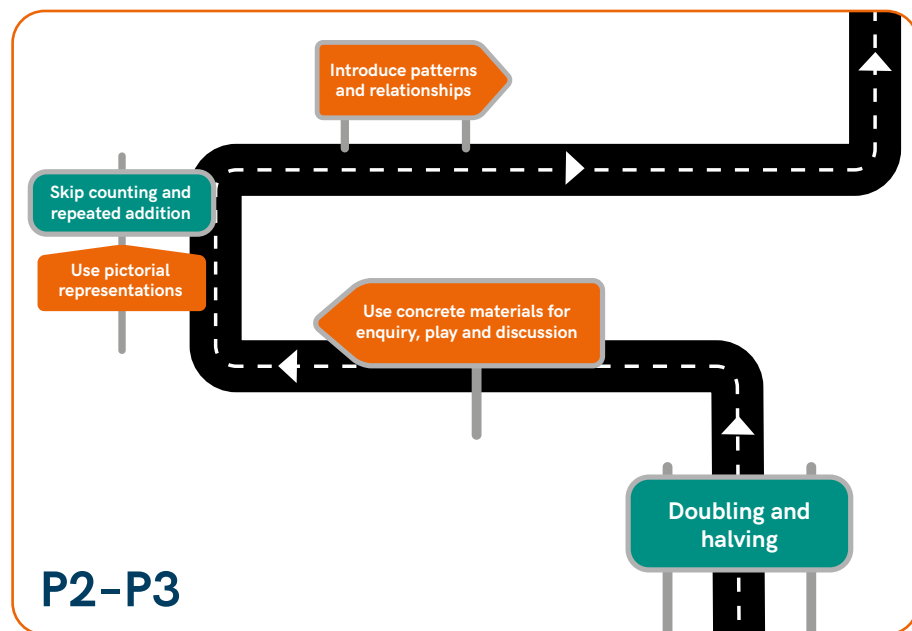 Introduce patterns
and relationships
Skip counting and
repeated addition
Use pictorial
representations
Use concrete materials for
enquiry, play and discussion
Doubling and
halving
P2–P3